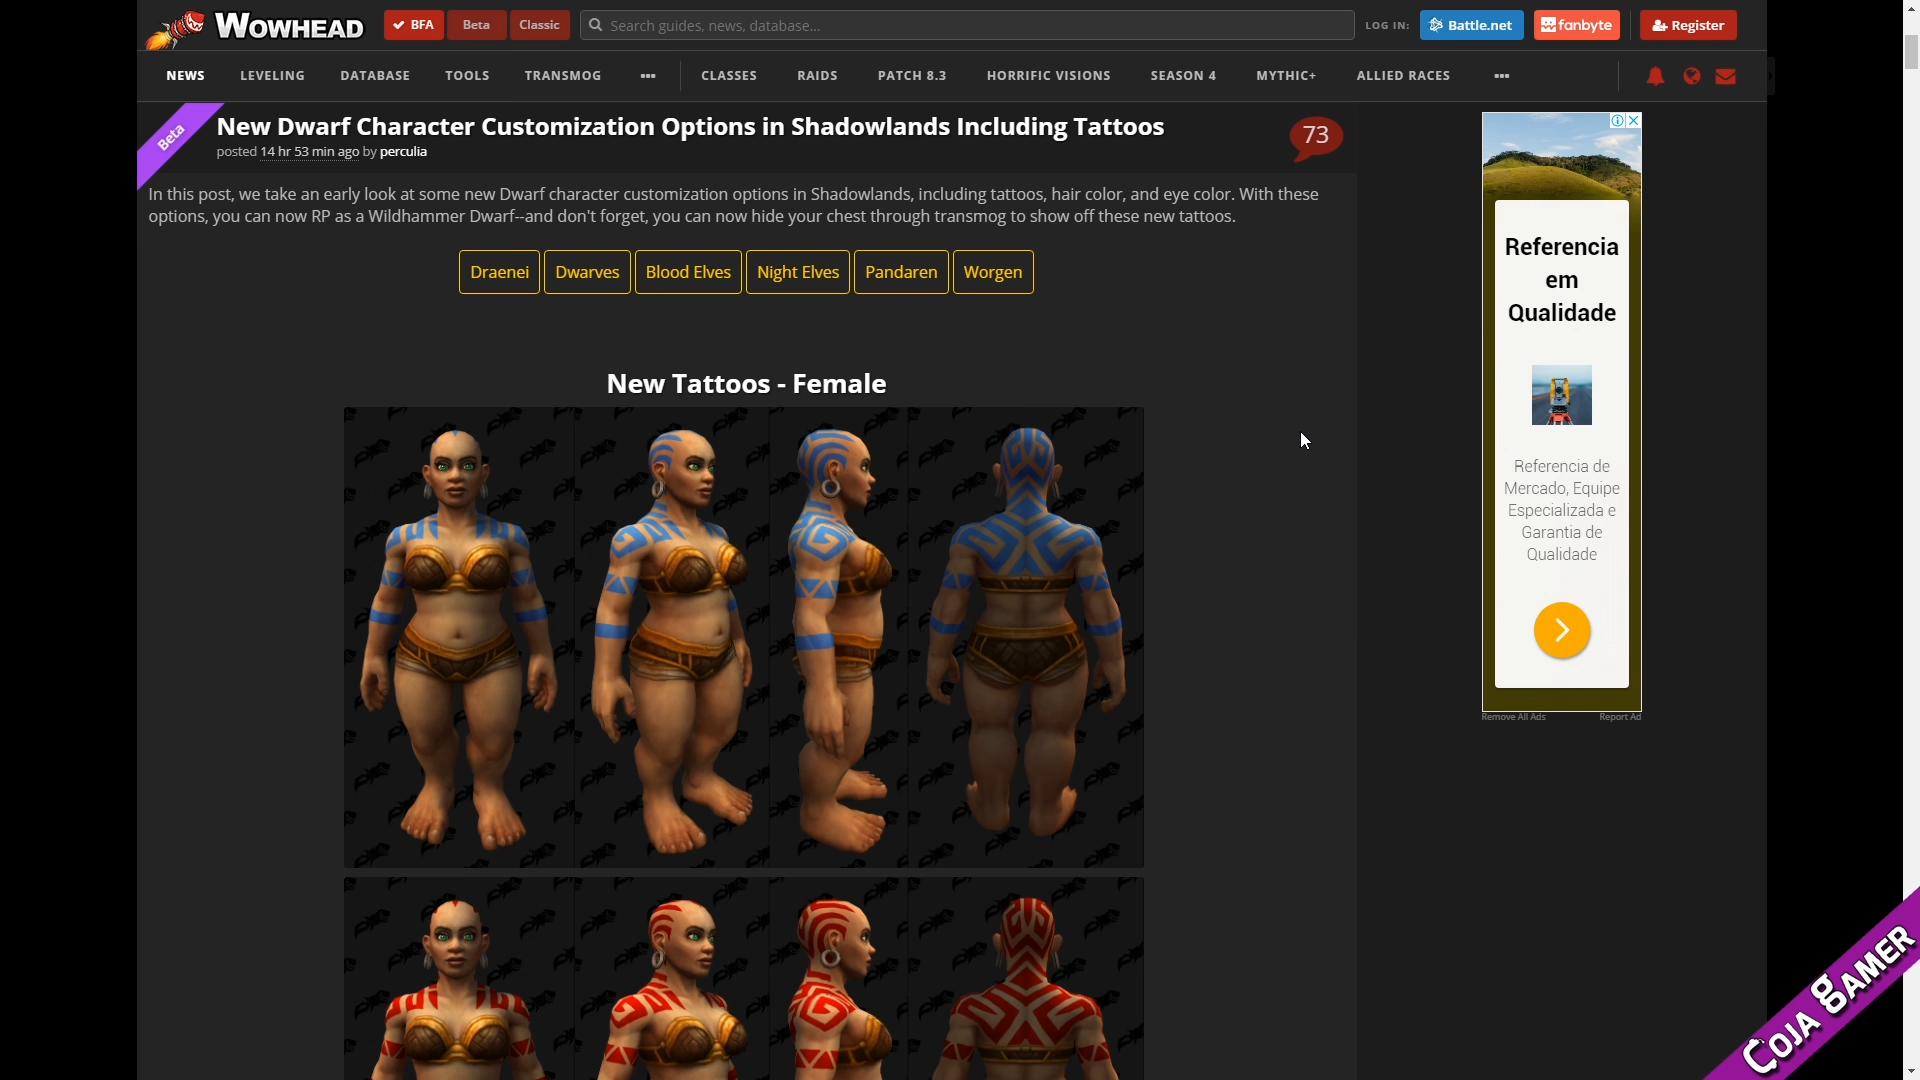 WOWHEAD
BFA
Beta
Classic
Search guides, news, database...
LOG IN:
Battle.net
fanbyte
Register
NEWS
LEVELING
DATABASE
TOOLS
TRANSMOG
CLASSES
RAIDS
PATCH 8.3
HORRIFIC VISIONS
SEASON 4
MYTHIC+
ALLIED RACES
Beta
New Dwarf Character Customization Options in Shadowlands Including Tattoos
73
posted 14 hr 53 min ago by perculia
In this post, we take an early look at some new Dwarf character customization options in Shadowlands, including tattoos, hair color, and eye color. With these
options, you can now RP as a Wildhammer Dwarf--and don't forget, you can now hide your chest through transmog to show off these new tattoos.
Draenei
Dwarves
Blood Elves
Night Elves
Pandaren
Worgen
New Tattoos - Female
Referencia
em
Qualidade
Referencia de
Mercado, Equipe
Especializada e
Garantia de
Qualidade
Remove All Ads
Report Ad
COJA gAMER